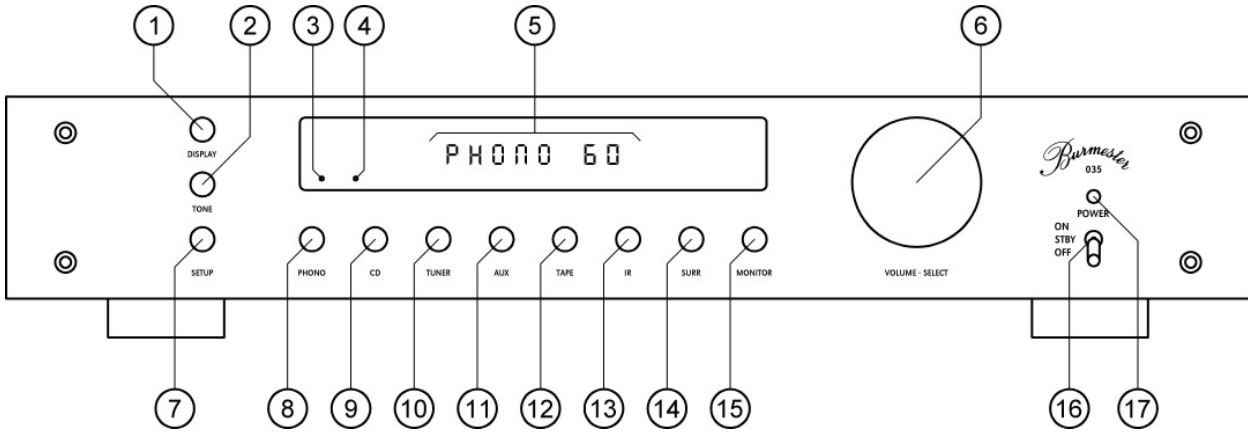 1 2 3 4 5 6
DISPLAY
PHONO 60
Burmester
035
TONE
POWER
ON
STBY
OFF
SETUP PHONO CD TUNER AUX TAPE IR SURR MONITOR VOLUME · SELECT
7 8 9 10 11 12 13 14 15 16 17